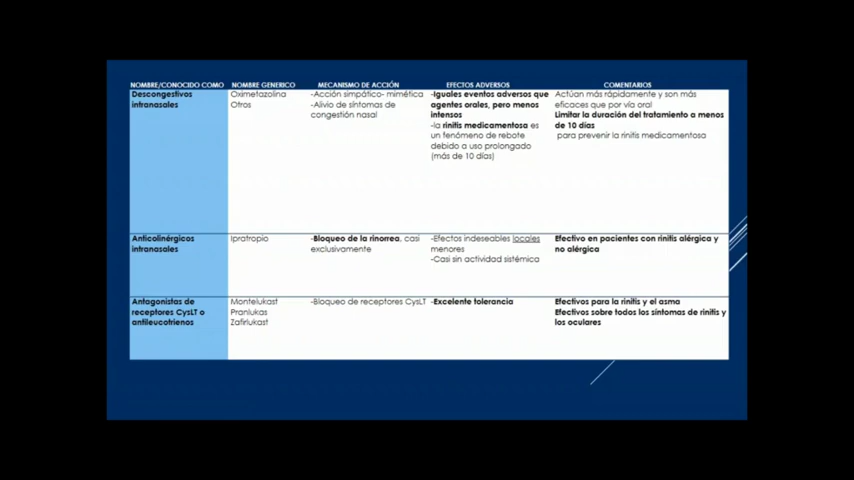 NOMBRE/CONOCIDO COMO NOMBRE GENERICO MECANISMO DE ACCIÓN EFECTOS ADVERSOS COMENTARIOS
Descongestivos
intranasales
Oximetazolina
Otros
-Acción simpático- mimética
-Alivio de síntomas de
congestión nasal
-Iguales eventos adversos que
agentes orales, pero menos
intensos
-la rinitis medicamentosa es
un fenómeno de rebote
debido a uso prolongado
(más de 10 días)
Actúan más rápidamente y son más
eficaces que por vía oral
Limitar la duración del tratamiento a menos
de 10 días
para prevenir la rinitis medicamentosa
Anticolinérgicos
intranasales
Ipratropio
-Bloqueo de la rinorrea, casi
exclusivamente
-Efectos indeseables locales
menores
-Casi sin actividad sistémica
Efectivo en pacientes con rinitis alérgica y
no alérgica
Antagonistas de
receptores CysLT o
antileucotrienos
Montelukast
Pranlukas
Zafirlukast
-Bloqueo de receptores CysLT
-Excelente tolerancia
Efectivos para la rinitis y el asma
Efectivos sobre todos los síntomas de rinitis y
los oculares